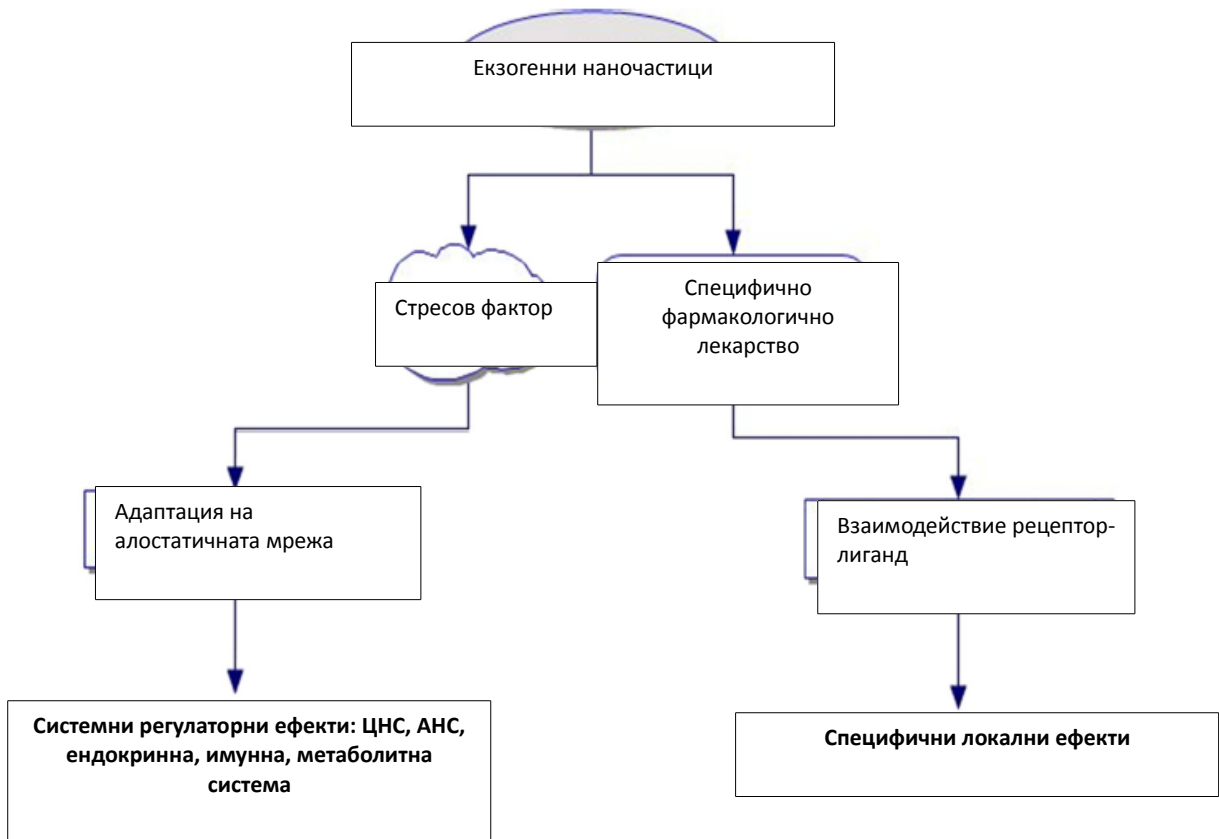 Екзогенни наночастици
Стресов фактор
Специфично
фармакологично
лекарство
Адаптация на
алостатичната мрежа
Взаимодействие рецептор-
лиганд
Системни регулаторни ефекти: ЦНС, АНС,
ендокринна, имунна, метаболитна
система
Специфични локални ефекти